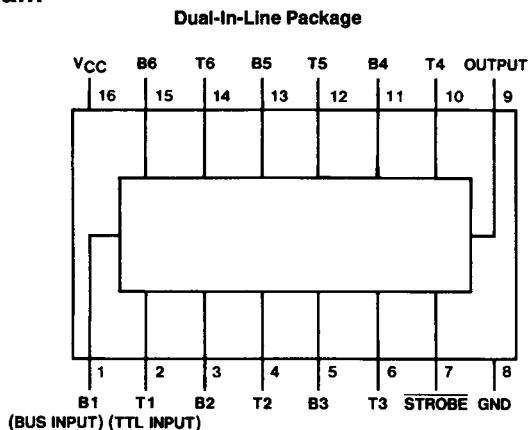 Dual-In-Line Package
VCC B6 T6 B5 T5 B4 T4 OUTPUT
16 15 14 13 12 11 10 9
1 2 3 4 5 6 7 8
B1 T1 B2 T2 B3 T3 STROBE GND
(BUS INPUT) (TTL INPUT)